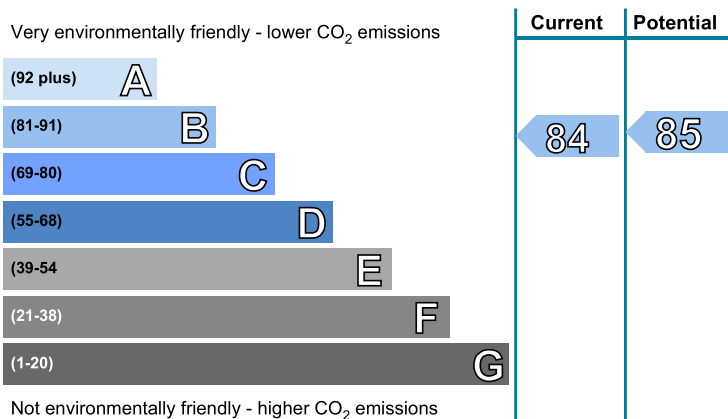 Very environmentally friendly - lower CO2 emissions
Current
Potential
(92 plus) A
(81-91) B
84
85
(69-80) C
(55-68) D
(39-54 E
(21-38) F
(1-20) G
Not environmentally friendly - higher CO2 emissions